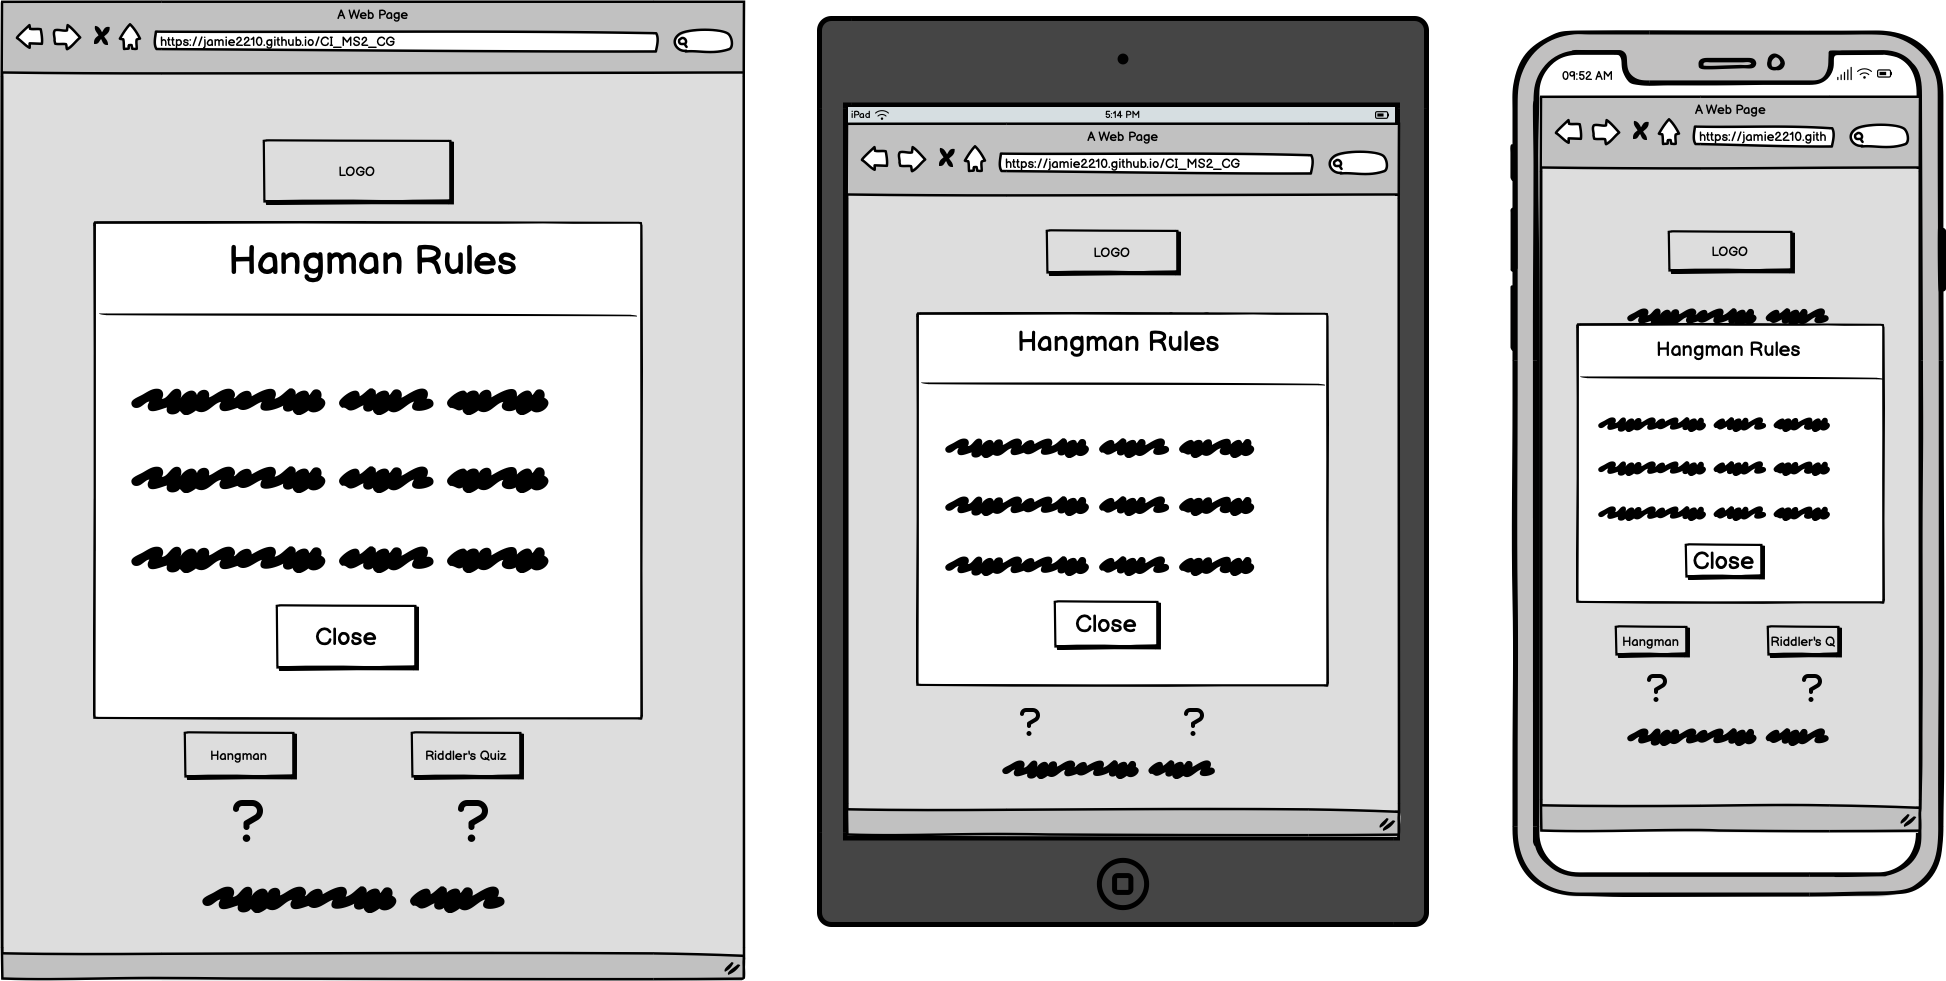 A Web Page
https://jamie2210.github.io/CI_MS2_CG
LOGO
Hangman Rules
Close
Hangman
Riddler's Quiz
?
?
iPad
5:14 PM
A Web Page
https://jamie2210.github.io/CI_MS2_CG
LOGO
Hangman Rules
Close
?
?
09:52 AM
A Web Page
https://jamie2210.gith
LOGO
Hangman Rules
Close
Hangman
Riddler's Q
?
?